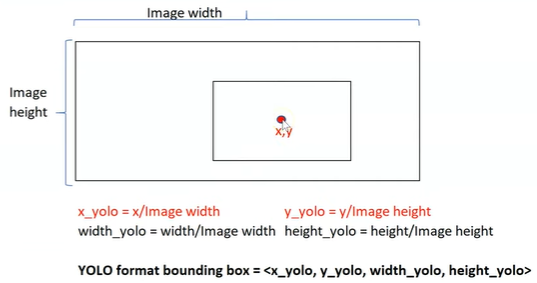 Image width
Image
height
x,y
x_yolo = x/Image width y_yolo = y/Image height
width_yolo = width/Image width height_yolo = height/Image height
YOLO format bounding box = <x_yolo, y_yolo, width_yolo, height_yolo>